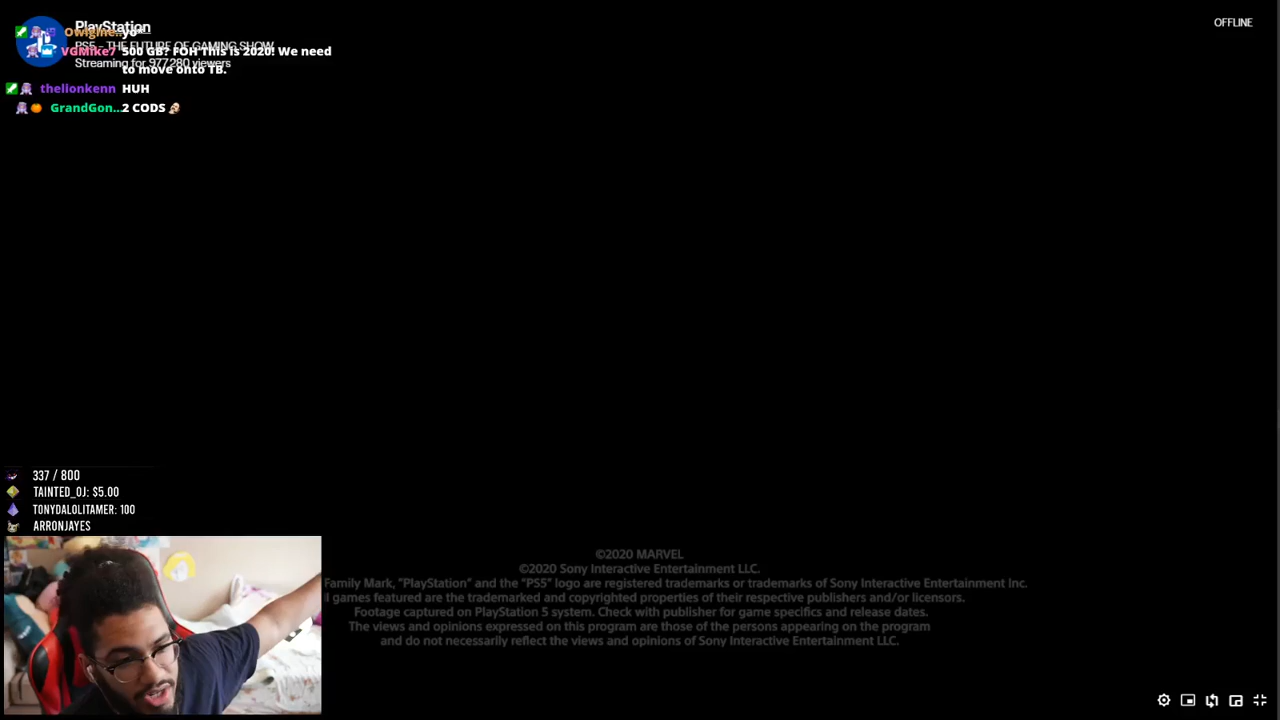 PlayStation
OFFLINE
yo
PS5 - THE FUTURE OF GAMING SHOW
VGMike7 500 GB? FOH This is 2020! We need
Streaming for 977,280 viewers
to move onto TB.
thelionkenn HUH
GrandGon... 2 CODS
337 / 800
TAINTED_OJ: $5.00
TONYDALOLITAMER: 100
ARRONJAYES
©2020 MARVEL
©2020 Sony Interactive Entertainment LLC.
Family Mark, "PlayStation" and the "PS5" logo are registered trademarks or trademarks of Sony Interactive Entertainment Inc.
ll games featured are the trademarked and copyrighted properties of their respective publishers and/or licensors.
Footage captured on PlayStation 5 system. Check with publisher for game specifics and release dates.
The views and opinions expressed on this program are those of the persons appearing on the program
and do not necessarily reflect the views and opinions of Sony Interactive Entertainment LLC.